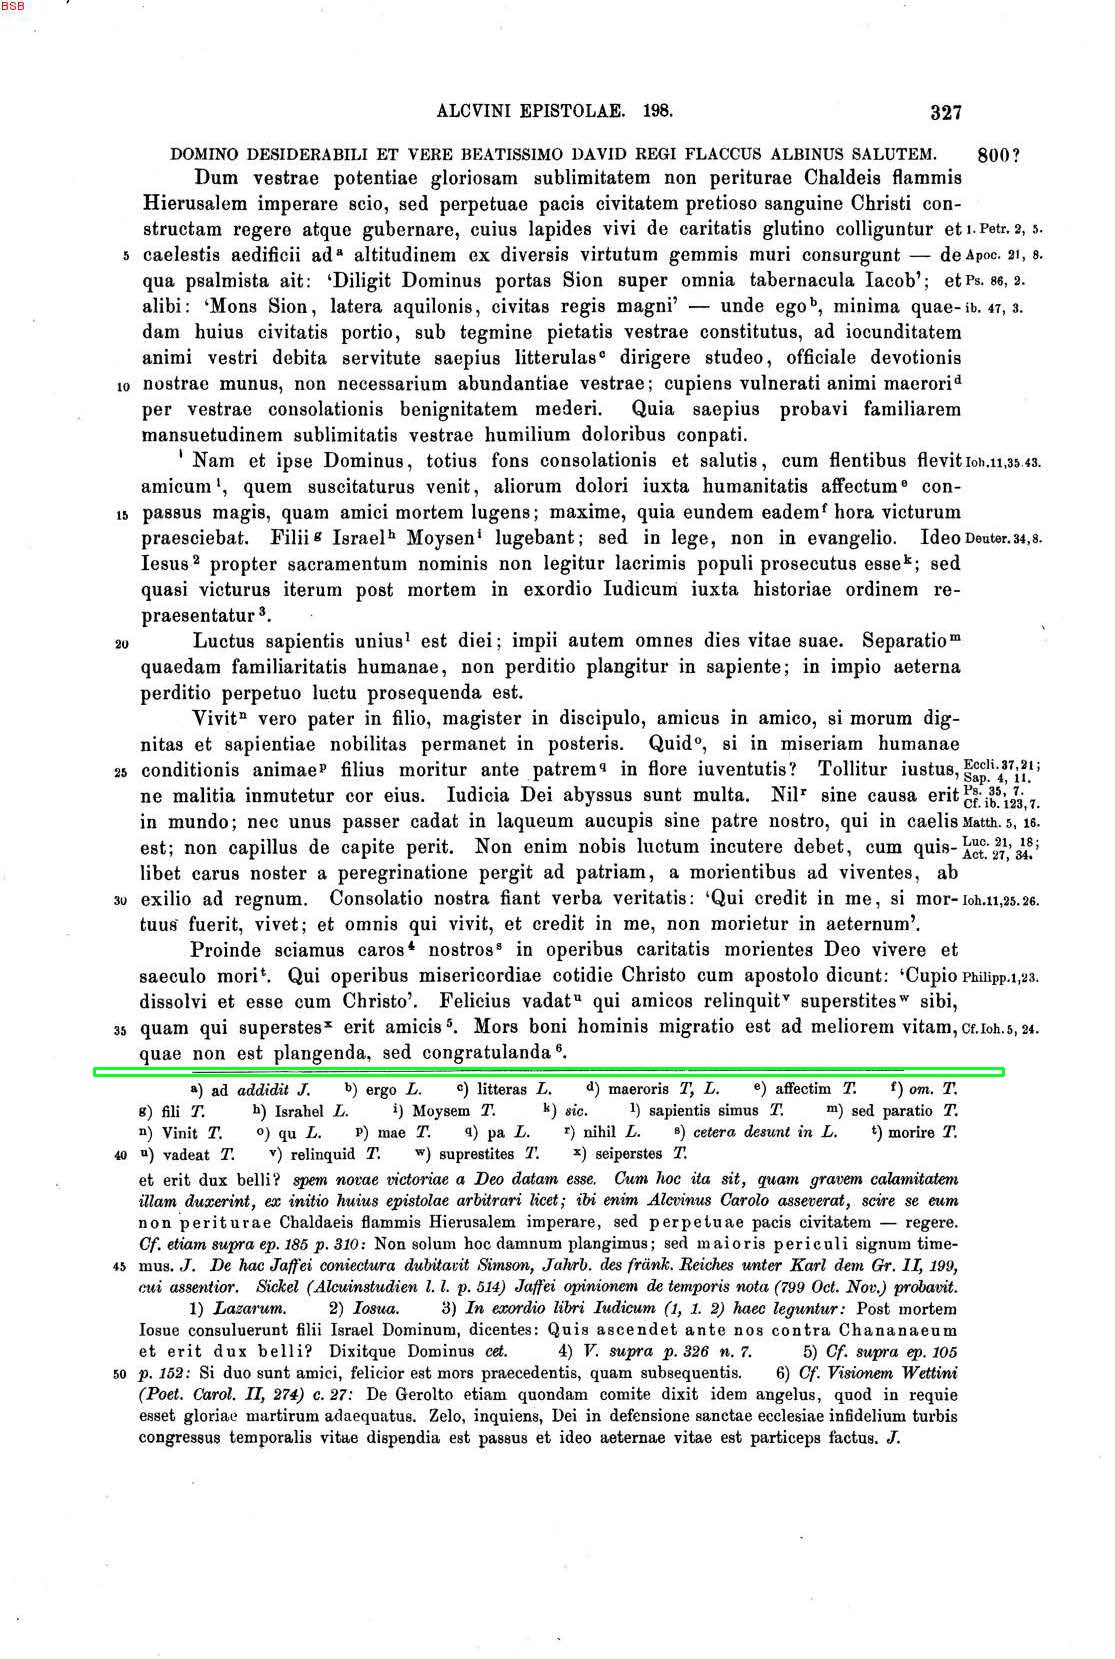 BSB
ALCVINI EPISTOLAE. 198. 327
DOMINO DESIDERABILI ET VERE BEATISSIMO DAVID REGI FLACCUS ALBINUS SALUTEM. 800?
Dum vestrae potentiae gloriosam sublimitatem non periturae Chaldeis flammis
Hierusalem imperare scio, sed perpetuae pacis civitatem pretioso sanguine Christi con-
structam regere atque gubernare, cuius lapides vivi de caritatis glutino colliguntur et 1. Petr. 2, 5.
5 caelestis aedificii ad a altitudinem ex diversis virtutum gemmis muri consurgunt — de Apoc. 21, 8.
qua psalmista ait: ‘Diligit Dominus portas Sion super omnia tabernacula Iacob’; et Ps. 86, 2.
alibi: ‘Mons Sion, latera aquilonis, civitas regis magni’ — unde ego b, minima quae- ib. 47, 3.
dam huius civitatis portio, sub tegmine pietatis vestrae constitutus, ad iocunditatem
animi vestri debita servitute saepius litterulas c dirigere studeo, officiale devotionis
10 nostrae munus, non necessarium abundantiae vestrae; cupiens vulnerati animi maerori d
per vestrae consolationis benignitatem mederi. Quia saepius probavi familiarem
mansuetudinem sublimitatis vestrae humilium doloribus conpati.
Nam et ipse Dominus, totius fons consolationis et salutis, cum flentibus flevit Ioh. 11, 35. 43.
amicum 1, quem suscitaturus venit, aliorum dolori iuxta humanitatis affectum e con-
15 passus magis, quam amici mortem lugens; maxime, quia eundem eadem f hora victurum
praesciebat. Filii g Israel h Moysen i lugebant; sed in lege, non in evangelio. Ideo Deuter. 34, 8.
Iesus 2 propter sacramentum nominis non legitur lacrimis populi prosecutus esse k; sed
quasi victurus iterum post mortem in exordio Iudicum iuxta historiae ordinem re-
praesentatur 3.
20 Luctus sapientis unius l est diei; impii autem omnes dies vitae suae. Separatio m
quaedam familiaritatis humanae, non perditio plangitur in sapiente; in impio aeterna
perditio perpetuo luctu prosequenda est.
Vivit n vero pater in filio, magister in discipulo, amicus in amico, si morum dig-
nitas et sapientiae nobilitas permanet in posteris. Quid o, si in miseriam humanae
25 conditionis animae p filius moritur ante patrem q in flore iuventutis? Tollitur iustus, Eccli. 37, 21; Sap. 4, 11.
ne malitia inmutetur cor eius. Iudicia Dei abyssus sunt multa. Nil r sine causa erit Ps. 35, 7. Cf. ib. 123, 7.
in mundo; nec unus passer cadat in laqueum aucupis sine patre nostro, qui in caelis Matth. 5, 16.
est; non capillus de capite perit. Non enim nobis luctum incutere debet, cum quis- Luc. 21, 18; Act. 27, 34.
libet carus noster a peregrinatione pergit ad patriam, a morientibus ad viventes, ab
30 exilio ad regnum. Consolatio nostra fiant verba veritatis: ‘Qui credit in me, si mor- Ioh. 11, 25. 26.
tuus fuerit, vivet; et omnis qui vivit, et credit in me, non morietur in aeternum’.
Proinde sciamus caros 4 nostros s in operibus caritatis morientes Deo vivere et
saeculo mori t. Qui operibus misericordiae cotidie Christo cum apostolo dicunt: ‘Cupio Philipp. 1, 23.
dissolvi et esse cum Christo’. Felicius vadat u qui amicos relinquit v superstites w sibi,
35 quam qui superstes x erit amicis 5. Mors boni hominis migratio est ad meliorem vitam, Cf. Ioh. 5, 24.
quae non est plangenda, sed congratulanda 6.
a) ad addidit J. b) ergo L. c) litteras L. d) maeroris T, L. e) affectim T. f) om. T.
g) fili T. h) Israhel L. i) Moysem T. k) sic. l) sapientis simus T. m) sed paratio T.
n) Vinit T. o) qu L. p) mae T. q) pa L. r) nihil L. s) cetera desunt in L. t) morire T.
40 u) vadeat T. v) relinquid T. w) suprestites T. x) seiperstes T.
et erit dux belli? spem novae victoriae a Deo datam esse. Cum hoc ita sit, quam gravem calamitatem
illam duxerint, ex initio huius epistolae arbitrari licet; ibi enim Alcvinus Carolo asseverat, scire se eum
non periturae Chaldaeis flammis Hierusalem imperare, sed perpetuae pacis civitatem — regere.
Cf. etiam supra ep. 185 p. 310: Non solum hoc damnum plangimus; sed maioris periculi signum time-
45 mus. J. De hac Jaffei coniectura dubitavit Simson, Jahrb. des fränk. Reiches unter Karl dem Gr. II, 199,
cui assentior. Sickel (Alcuinstudien l. l. p. 514) Jaffei opinionem de temporis nota (799 Oct. Nov.) probavit.
1) Lazarum. 2) Iosua. 3) In exordio libri Iudicum (1, 1. 2) haec leguntur: Post mortem
Iosue consuluerunt filii Israel Dominum, dicentes: Quis ascendet ante nos contra Chananaeum
et erit dux belli? Dixitque Dominus cet. 4) V. supra p. 326 n. 7. 5) Cf. supra ep. 105
50 p. 152: Si duo sunt amici, felicior est mors praecedentis, quam subsequentis. 6) Cf. Visionem Wettini
(Poet. Carol. II, 274) c. 27: De Gerolto etiam quondam comite dixit idem angelus, quod in requie
esset gloriae martirum adaequatus. Zelo, inquiens, Dei in defensione sanctae ecclesiae infidelium turbis
congressus temporalis vitae dispendia est passus et ideo aeternae vitae est particeps factus. J.